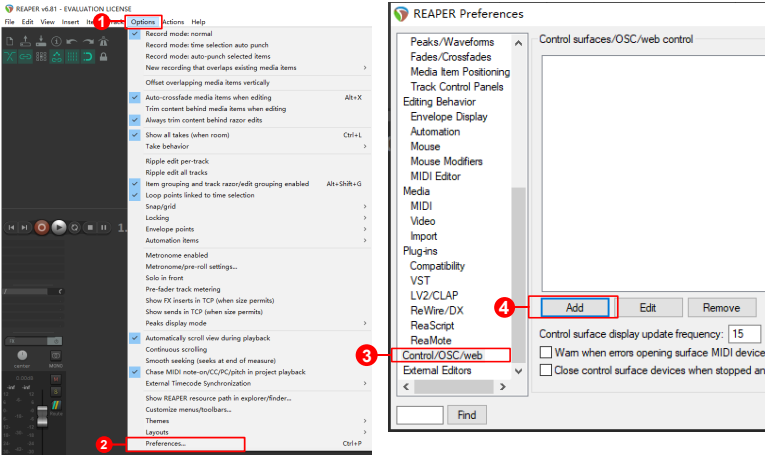 REAPER v6.81 - EVALUATION LICENSE
File Edit View Insert Item Track Options Actions Help
1
Record mode: normal
Record mode: time selection auto punch
Record mode: auto-punch selected items
New recording that overlaps existing media items >
Offset overlapping media items vertically
Auto-crossfade media items when editing Alt+X
Trim content behind media items when editing
Always trim content behind razor edits
Show all takes (when room) Ctrl+L
Take behavior >
Ripple edit per-track
Ripple edit all tracks
Item grouping and track razor/edit grouping enabled Alt+Shift+G
Loop points linked to time selection
Snap/grid >
Locking >
Envelope points >
Automation items >
Metronome enabled
Metronome/pre-roll settings...
Solo in front
Pre-fader track metering
Show FX inserts in TCP (when size permits)
Show sends in TCP (when size permits)
Peaks display mode >
Automatically scroll view during playback
Continuous scrolling
Smooth seeking (seeks at end of measure)
Chase MIDI note-on/CC/PC/pitch in project playback
External Timecode Synchronization >
Show REAPER resource path in explorer/finder...
Customize menus/toolbars...
Themes >
Layouts >
2
Preferences... Ctrl+P
1.
center
MONO
M
S
Route
REAPER Preferences
Peaks/Waveforms
Fades/Crossfades
Media Item Positioning
Track Control Panels
Editing Behavior
Envelope Display
Automation
Mouse
Mouse Modifiers
MIDI Editor
Media
MIDI
Video
Import
Plug-ins
Compatibility
VST
LV2/CLAP
ReWire/DX
ReaScript
ReaMote
3
Control/OSC/web
External Editors
Find
Control surfaces/OSC/web control
4
Add Edit Remove
Control surface display update frequency: 15
Warn when errors opening surface MIDI device
Close control surface devices when stopped an